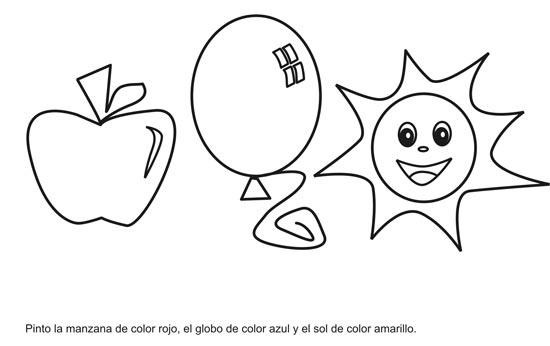 Pinto la manzana de color rojo, el globo de color azul y el sol de color amarillo.